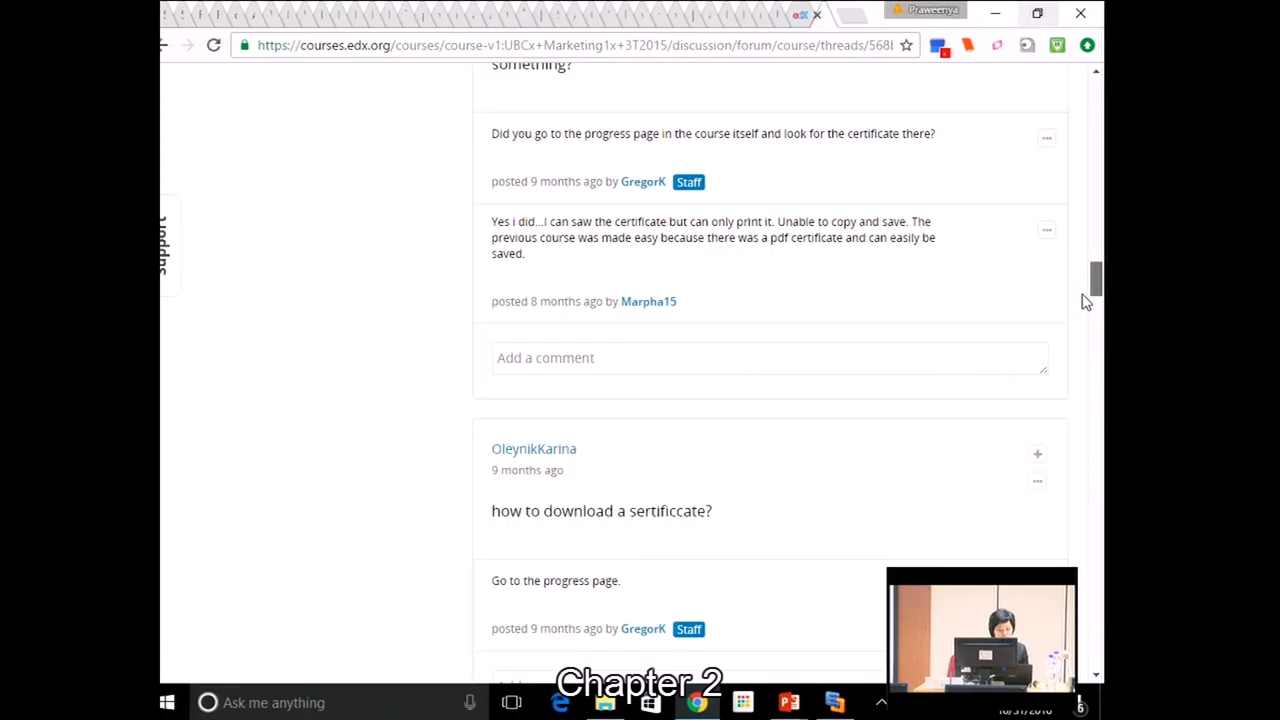 Praweeniya
https://courses.edx.org/courses/course-v1:UBCx+Marketing1x+3T2015/discussion/forum/course/threads/568
something?
Did you go to the progress page in the course itself and look for the certificate there?
posted 9 months ago by GregorK Staff
Yes i did...i can saw the certificate but can only print it. Unable to copy and save. The
previous course was made easy because there was a pdf certificate and can easily be
saved.
posted 8 months ago by Marpha15
Add a comment
support
OleynikKarina
9 months ago
how to download a sertificcate?
Go to the progress page.
posted 9 months ago by GregorK Staff
Chapter 2
Ask me anything
10/31/2016